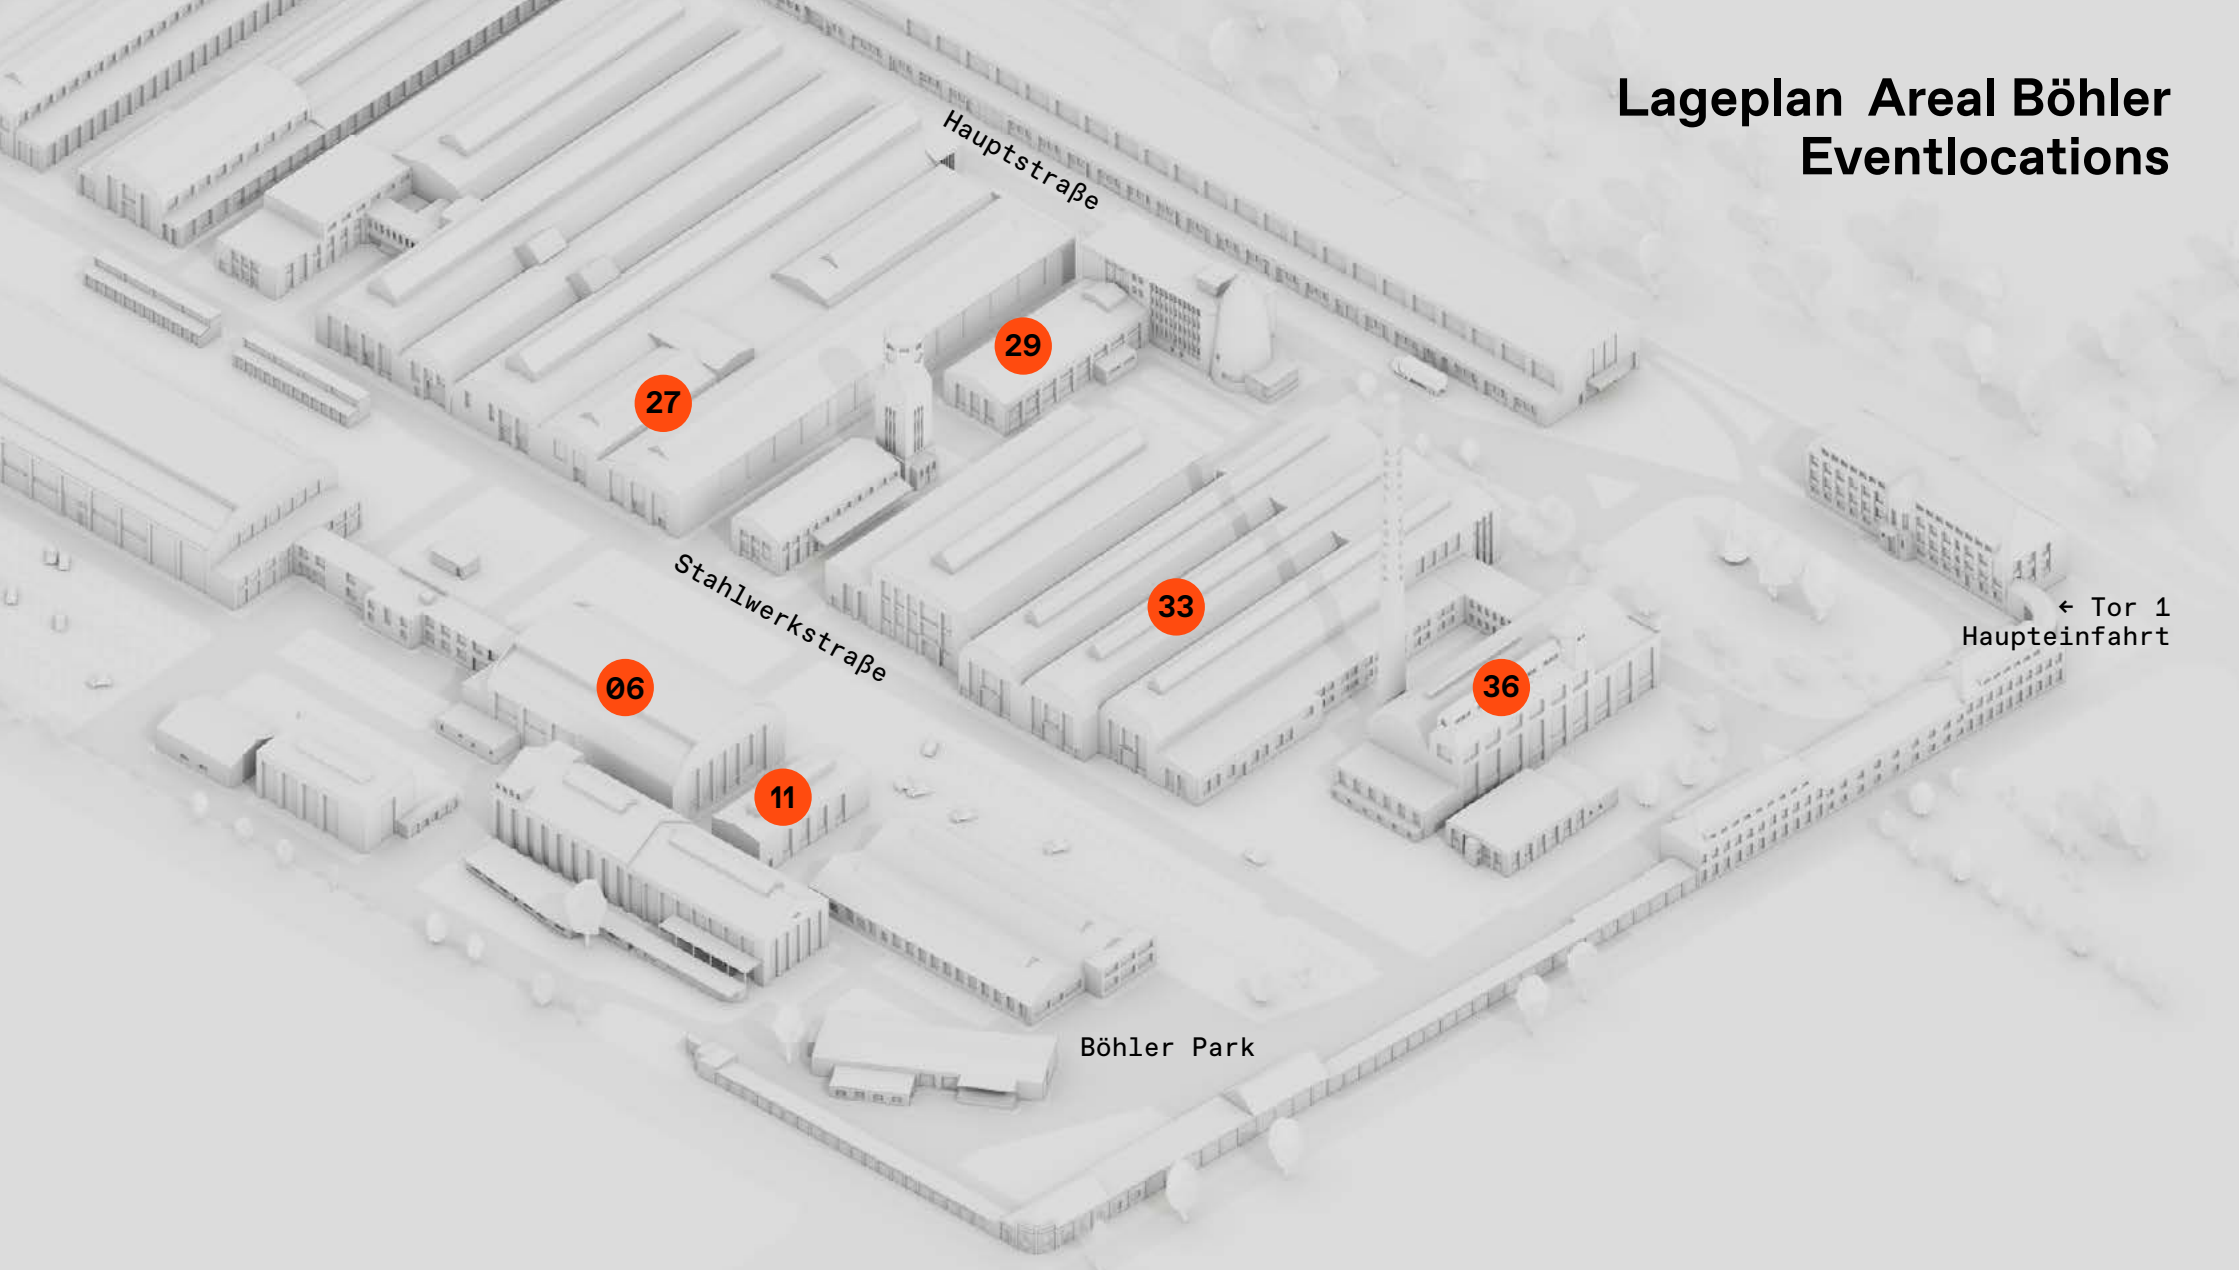 Lageplan Areal Böhler
Eventlocations
Hauptstraße
29
27
Stahlwerkstraße
33
← Tor 1
Haupteinfahrt
06
36
11
Böhler Park